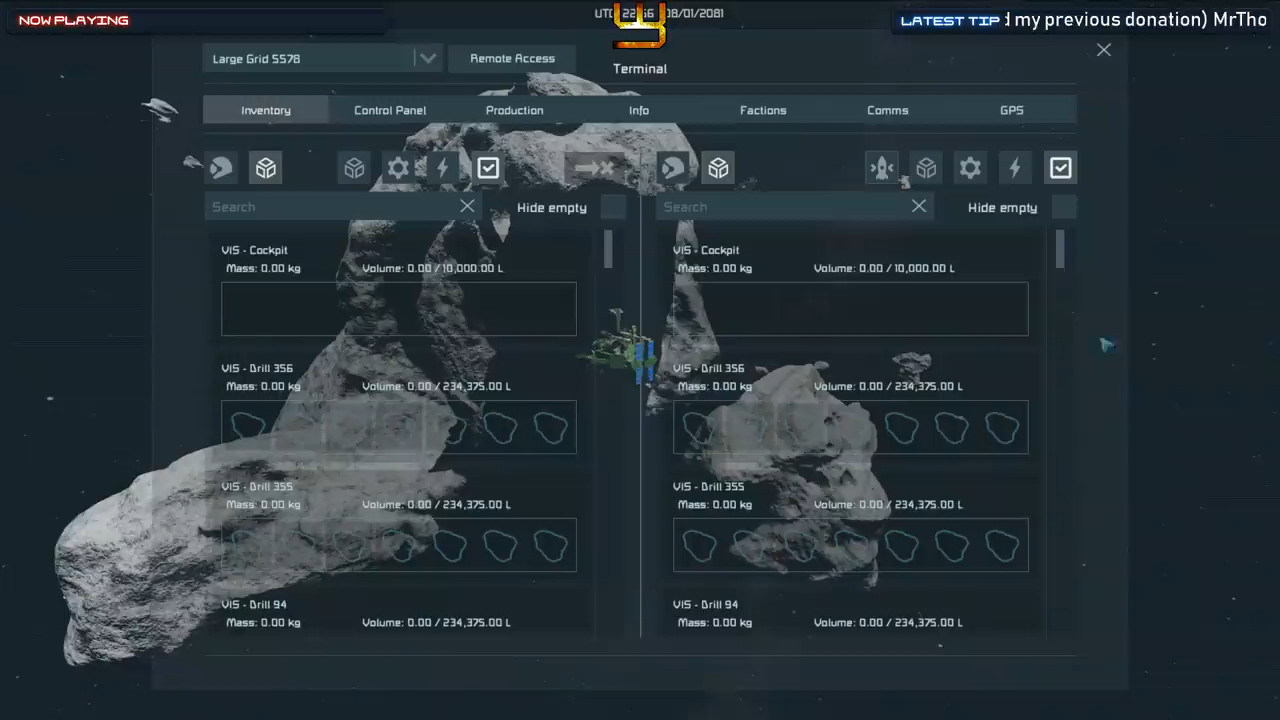 NOW PLAYING
08/01/2081
LATEST TIP
my previous donation) MrTho
Large Grid 5578
Remote Access
Terminal
Inventory
Control Panel
Production
Info
Factions
Comms
GPS
Search
Hide empty
Search
Hide empty
VIS - Cockpit
Mass: 0.00 kg
Volume: 0.00 / 10,000.00 L
VIS - Cockpit
Mass: 0.00 kg
Volume: 0.00 / 10,000.00 L
VIS - Drill 356
Mass: 0.00 kg
Volume: 0.00 / 234,375.00 L
VIS - Drill 356
Mass: 0.00 kg
Volume: 0.00 / 234,375.00 L
VIS - Drill 355
Mass: 0.00 kg
Volume: 0.00 / 234,375.00 L
VIS - Drill 355
Mass: 0.00 kg
Volume: 0.00 / 234,375.00 L
VIS - Drill 94
Mass: 0.00 kg
Volume: 0.00 / 234,375.00 L
VIS - Drill 94
Mass: 0.00 kg
Volume: 0.00 / 234,375.00 L